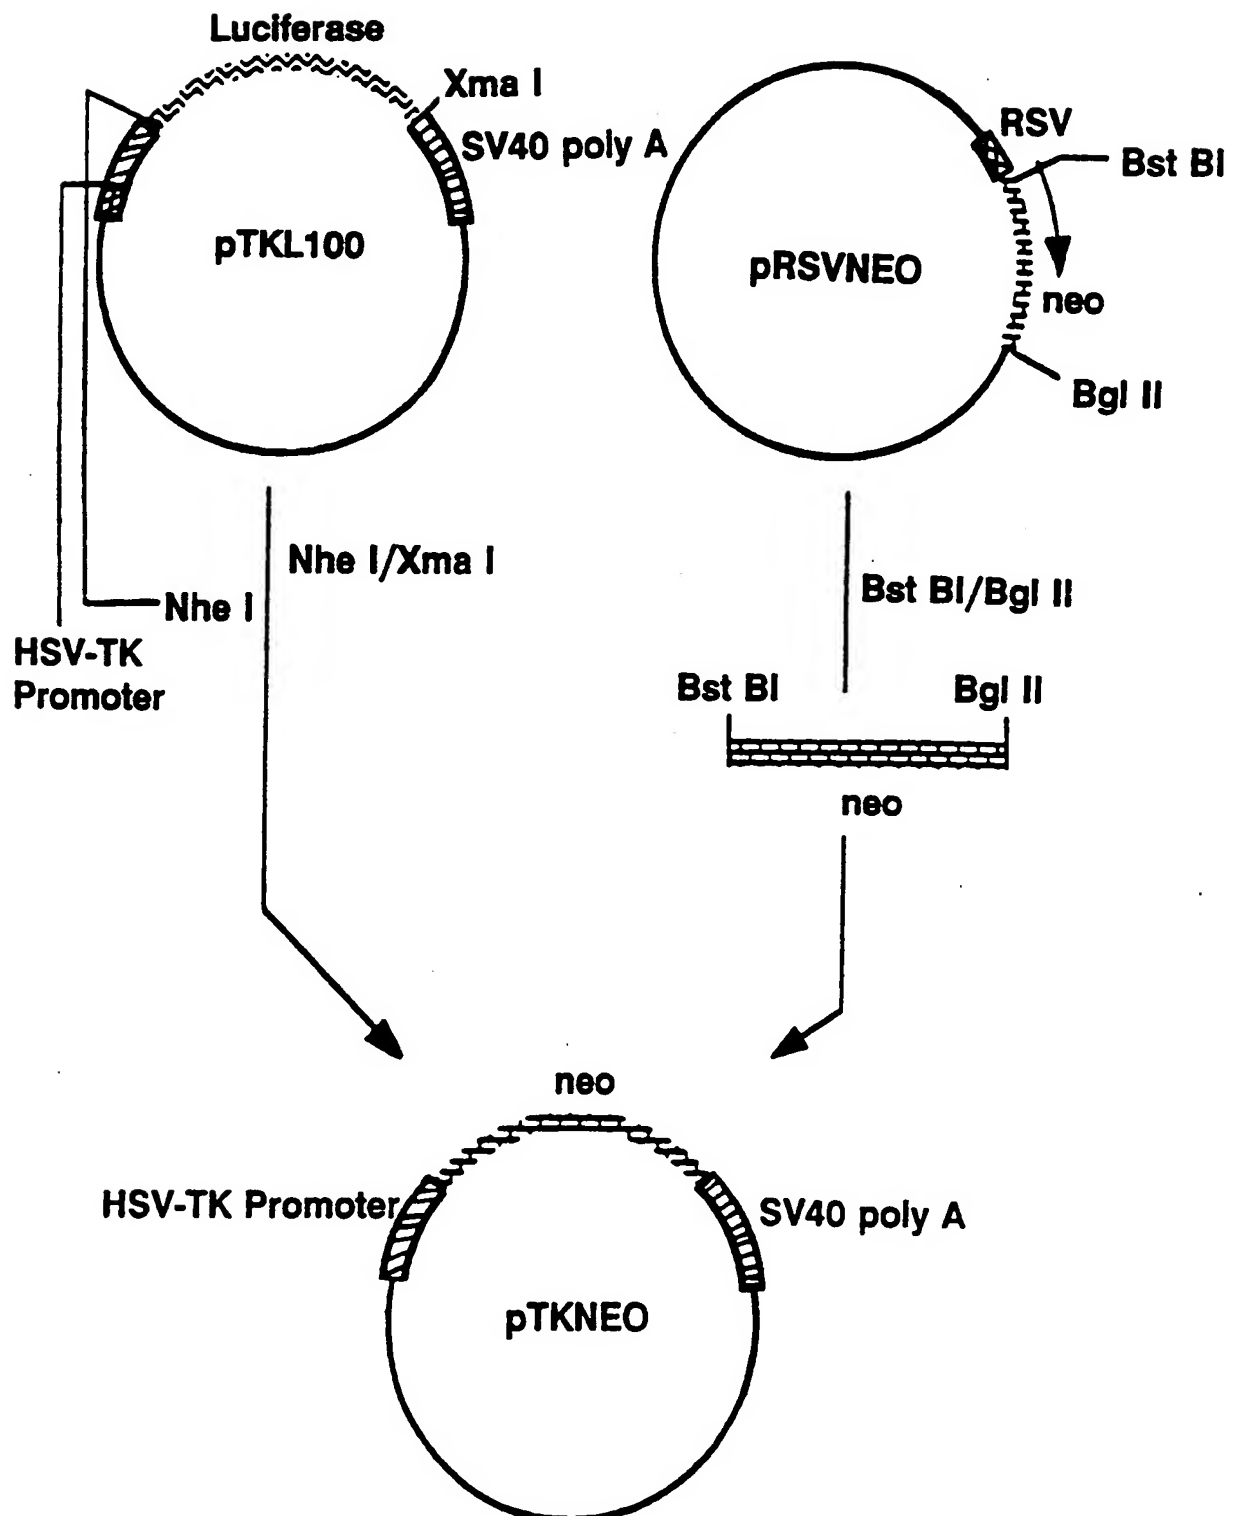 Luciferase
Xma I
SV40 poly A
pTKL100
RSV
Bst BI
pRSVNEO
neo
Bgl II
Nhe I/Xma I
Nhe I
HSV-TK
Promoter
Bst BI/Bgl II
Bst BI
Bgl II
neo
neo
HSV-TK Promoter
SV40 poly A
pTKNEO